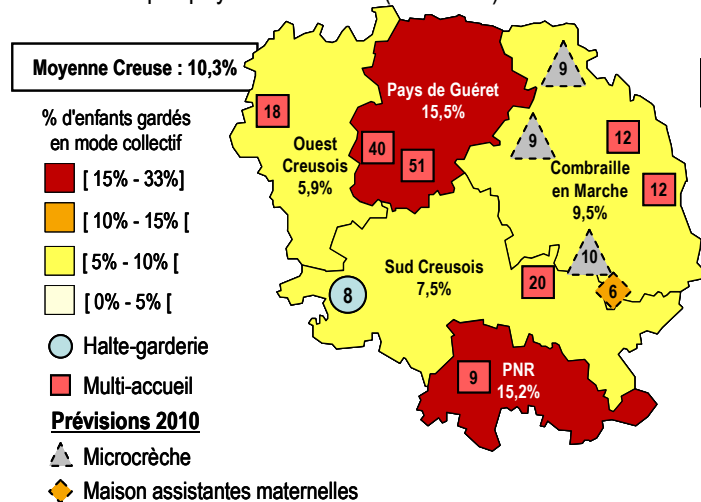 Moyenne Creuse : 10,3%
% d'enfants gardés
en mode collectif
[ 15% - 33%]
[ 10% - 15% [
[ 5% - 10% [
[ 0% - 5% [
Halte-garderie
Multi-accueil
Prévisions 2010
Microcrèche
Maison assistantes maternelles
18
Ouest
Creusois
5,9%
Pays de Guéret
15,5%
40
51
9
9
12
12
Combraille
en Marche
9,5%
10
6
Sud Creusois
7,5%
8
20
9
PNR
15,2%